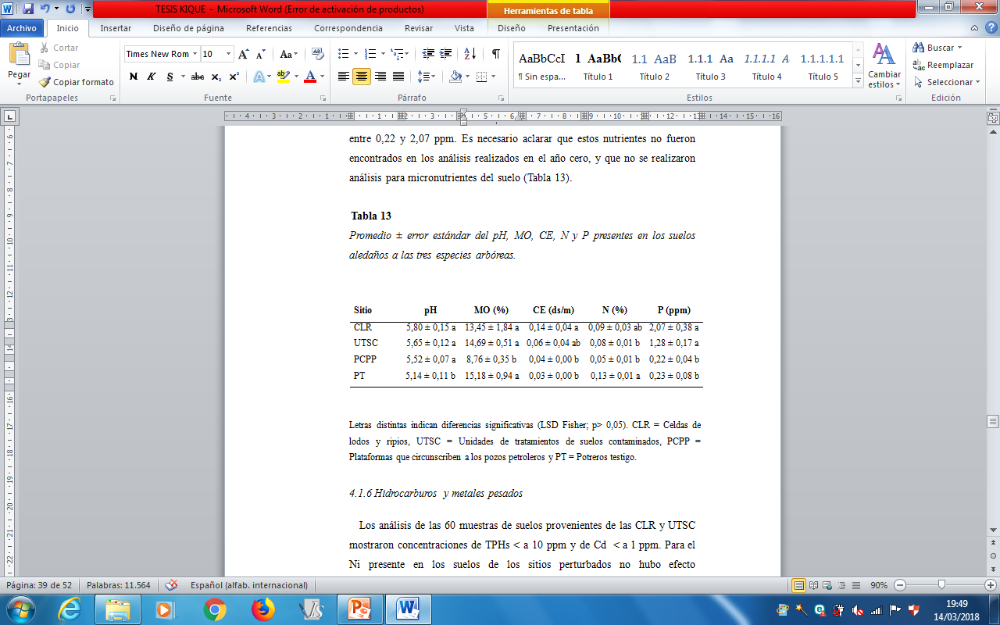 TESIS KIQUE - Microsoft Word (Error de activación de productos)
Herramientas de tabla
Archivo Inicio Insertar Diseño de página Referencias Correspondencia Revisar Vista Diseño Presentación
Pegar
Cortar
Copiar
Copiar formato
Portapapeles
Times New Rom 10
N K S abc x₂ x²
Fuente
Párrafo
AaBbCcI 1 AaBb( 1.1 AaB 1.1.1 Aa 1.1.1.1 A 1.1.1.1.1
¶ Sin espa... Título 1 Título 2 Título 3 Título 4 Título 5
Estilos
Cambiar
estilos
Buscar
Reemplazar
Seleccionar
Edición
entre 0,22 y 2,07 ppm. Es necesario aclarar que estos nutrientes no fueron
encontrados en los análisis realizados en el año cero, y que no se realizaron
análisis para micronutrientes del suelo (Tabla 13).
Tabla 13
Promedio ± error estándar del pH, MO, CE, N y P presentes en los suelos
aledaños a las tres especies arbóreas.
Sitio pH MO (%) CE (ds/m) N (%) P (ppm)
CLR 5,80 ± 0,15 a 13,45 ± 1,84 a 0,14 ± 0,04 a 0,09 ± 0,03 ab 2,07 ± 0,38 a
UTSC 5,65 ± 0,12 a 14,69 ± 0,51 a 0,06 ± 0,04 ab 0,08 ± 0,01 b 1,28 ± 0,17 a
PCPP 5,52 ± 0,07 a 8,76 ± 0,35 b 0,04 ± 0,00 b 0,05 ± 0,01 b 0,22 ± 0,04 b
PT 5,14 ± 0,11 b 15,18 ± 0,94 a 0,03 ± 0,00 b 0,13 ± 0,01 a 0,23 ± 0,08 b
Letras distintas indican diferencias significativas (LSD Fisher; p> 0,05). CLR = Celdas de
lodos y ripios, UTSC = Unidades de tratamientos de suelos contaminados, PCPP =
Plataformas que circunscriben a los pozos petroleros y PT = Potreros testigo.
4.1.6 Hidrocarburos y metales pesados
Los análisis de las 60 muestras de suelos provenientes de las CLR y UTSC
mostraron concentraciones de TPHs < a 10 ppm y de Cd < a 1 ppm. Para el
Ni presente en los suelos de los sitios perturbados no hubo efecto
Página: 39 de 52 Palabras: 11.564 Español (alfab. internacional) 90%
19:49
14/03/2018